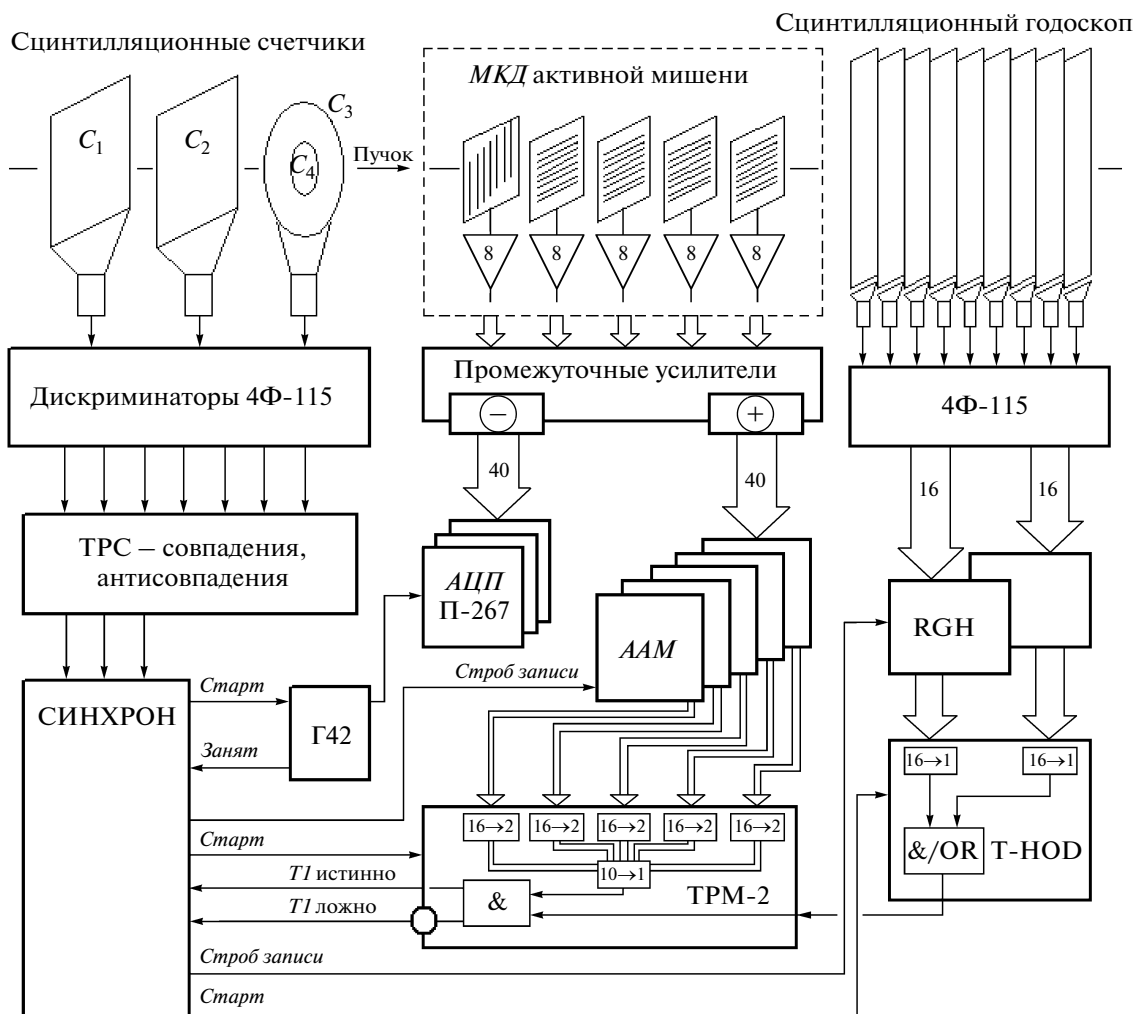 Сцинтилляционные счетчики
Сцинтилляционный годоскоп
МКД активной мишени
C1
C2
C3
C4
Пучок
8
8
8
8
8
Дискриминаторы 4Ф-115
Промежуточные усилители
−
+
4Ф-115
40
40
16
16
ТРС – совпадения,
антисовпадения
АЦП
П-267
ААМ
RGH
СИНХРОН
Старт
Г42
Занят
Строб записи
Старт
16→2
16→2
16→2
16→2
16→2
10→1
&
ТРМ-2
T1 истинно
T1 ложно
16→1
16→1
&/OR
T-HOD
Строб записи
Старт